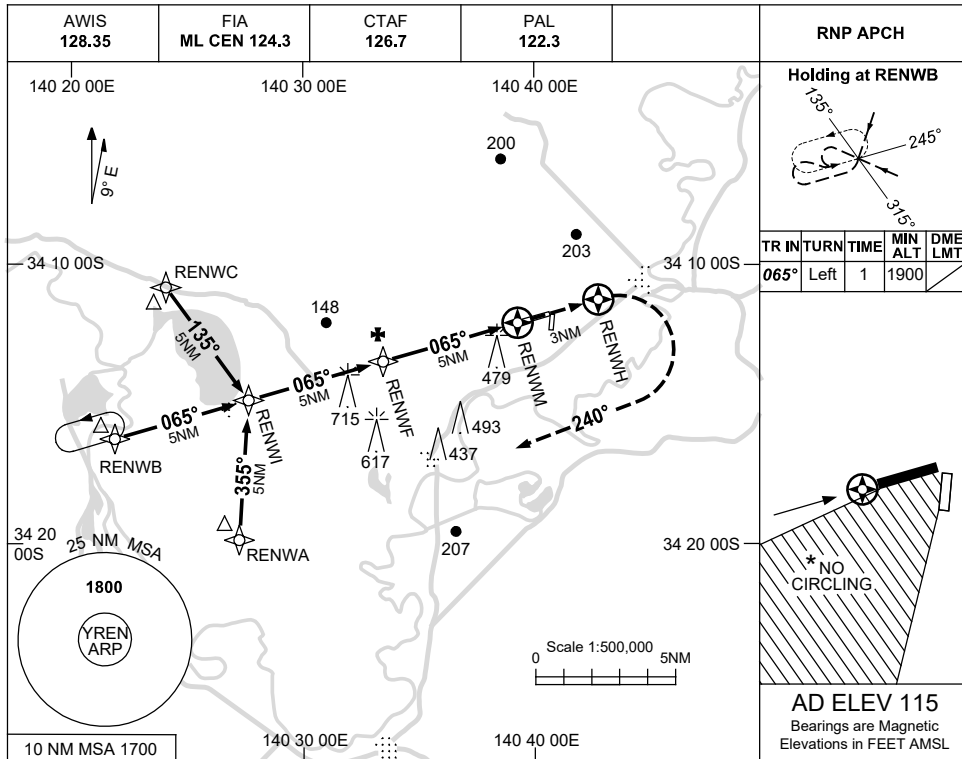 AWIS
128.35
FIA
ML CEN 124.3
CTAF
126.7
PAL
122.3
RNP APCH
140 20 00E
140 30 00E
140 40 00E
9° E
200
203
34 10 00S
34 10 00S
RENWC
135°
5NM
148
065°
5NM
065°
5NM
065°
5NM
3NM
RENWB
RENWI
RENWF
RENWM
RENWH
715
479
617
493
437
240°
355°
5NM
RENWA
207
34 20
00S
34 20 00S
25 NM MSA
1800
YREN
ARP
Scale 1:500,000
0
5NM
10 NM MSA 1700
140 30 00E
140 40 00E
Holding at RENWB
135°
245°
315°
TR IN TURN TIME MIN ALT DME LMT
065° Left 1 1900
* NO
CIRCLING
AD ELEV 115
Bearings are Magnetic
Elevations in FEET AMSL